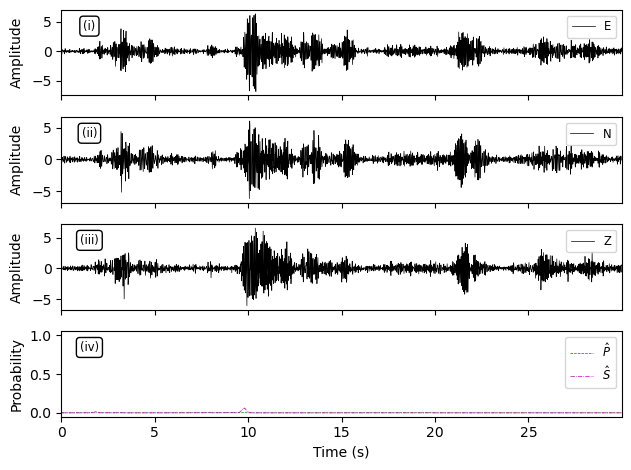 Amplitude
5
0
−5
(i)
E
Amplitude
5
0
−5
(ii)
N
Amplitude
5
0
−5
(iii)
Z
Probability
1.0
0.5
0.0
(iv)
P̂
Ŝ
0 5 10 15 20 25
Time (s)